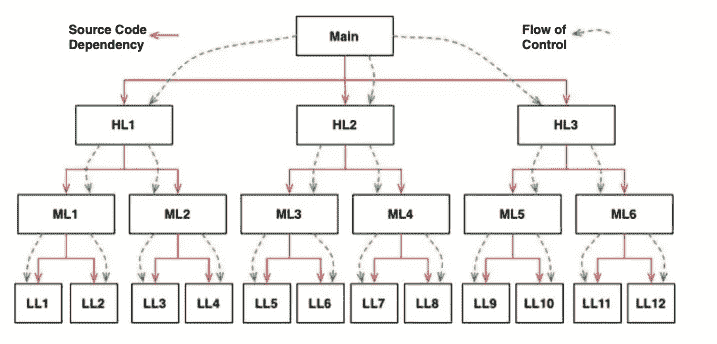 Source Code
Dependency
Main
Flow of
Control
HL1
HL2
HL3
ML1
ML2
ML3
ML4
ML5
ML6
LL1
LL2
LL3
LL4
LL5
LL6
LL7
LL8
LL9
LL10
LL11
LL12